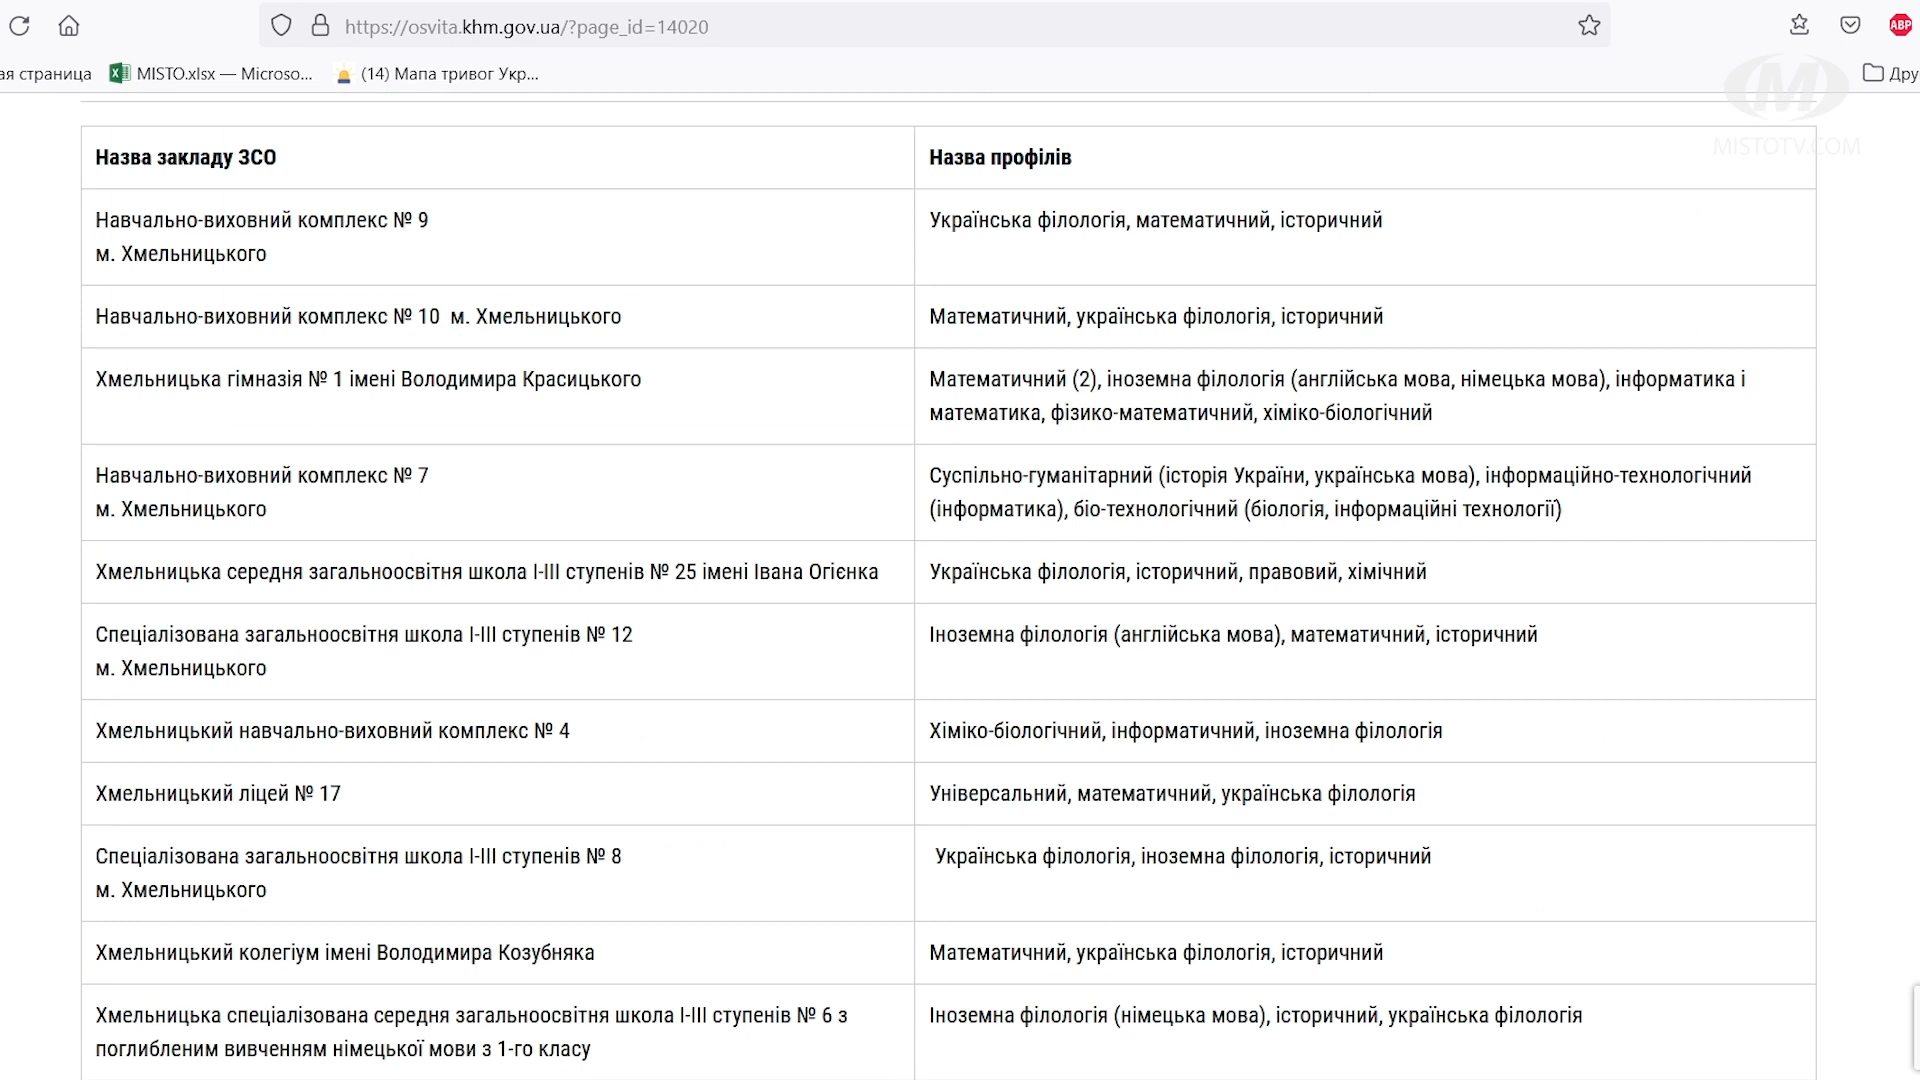 https://osvita.khm.gov.ua/?page_id=14020
ABP
ая страница
MISTO.xlsx — Microso...
(14) Мапа тривог Укр...
Дру
M
MISTOTV.COM
Назва закладу ЗСО
Назва профілів
Навчально-виховний комплекс № 9
м. Хмельницького
Українська філологія, математичний, історичний
Навчально-виховний комплекс № 10 м. Хмельницького
Математичний, українська філологія, історичний
Хмельницька гімназія № 1 імені Володимира Красицького
Математичний (2), іноземна філологія (англійська мова, німецька мова), інформатика і
математика, фізико-математичний, хіміко-біологічний
Навчально-виховний комплекс № 7
м. Хмельницького
Суспільно-гуманітарний (історія України, українська мова), інформаційно-технологічний
(інформатика), біо-технологічний (біологія, інформаційні технології)
Хмельницька середня загальноосвітня школа І-ІІІ ступенів № 25 імені Івана Огієнка
Українська філологія, історичний, правовий, хімічний
Спеціалізована загальноосвітня школа І-ІІІ ступенів № 12
м. Хмельницького
Іноземна філологія (англійська мова), математичний, історичний
Хмельницький навчально-виховний комплекс № 4
Хіміко-біологічний, інформатичний, іноземна філологія
Хмельницький ліцей № 17
Універсальний, математичний, українська філологія
Спеціалізована загальноосвітня школа І-ІІІ ступенів № 8
м. Хмельницького
Українська філологія, іноземна філологія, історичний
Хмельницький колегіум імені Володимира Козубняка
Математичний, українська філологія, історичний
Хмельницька спеціалізована середня загальноосвітня школа І-ІІІ ступенів № 6 з
поглибленим вивченням німецької мови з 1-го класу
Іноземна філологія (німецька мова), історичний, українська філологія